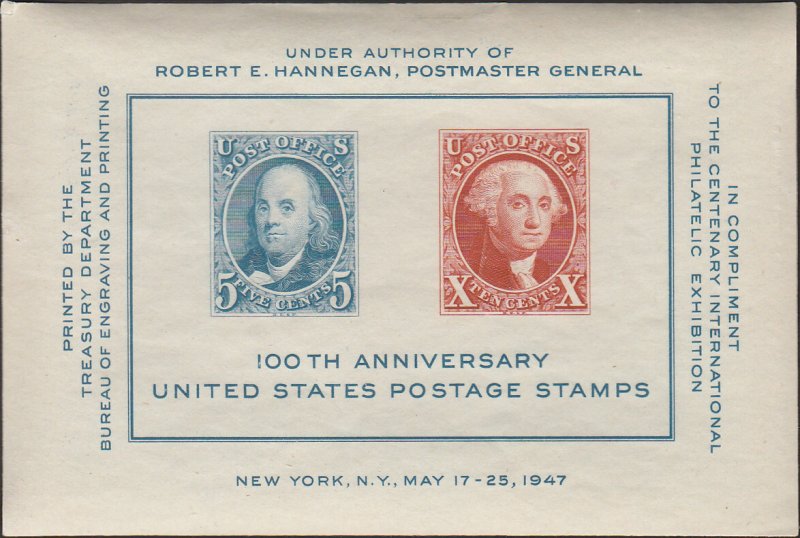 UNDER AUTHORITY OF
ROBERT E. HANNEGAN, POSTMASTER GENERAL
PRINTED BY THE
TREASURY DEPARTMENT
BUREAU OF ENGRAVING AND PRINTING
U S
POST OFFICE
5 FIVE CENTS 5
U S
POST OFFICE
X TEN CENTS X
100TH ANNIVERSARY
UNITED STATES POSTAGE STAMPS
IN COMPLIMENT
TO THE CENTENARY INTERNATIONAL
PHILATELIC EXHIBITION
NEW YORK, N.Y., MAY 17-25, 1947